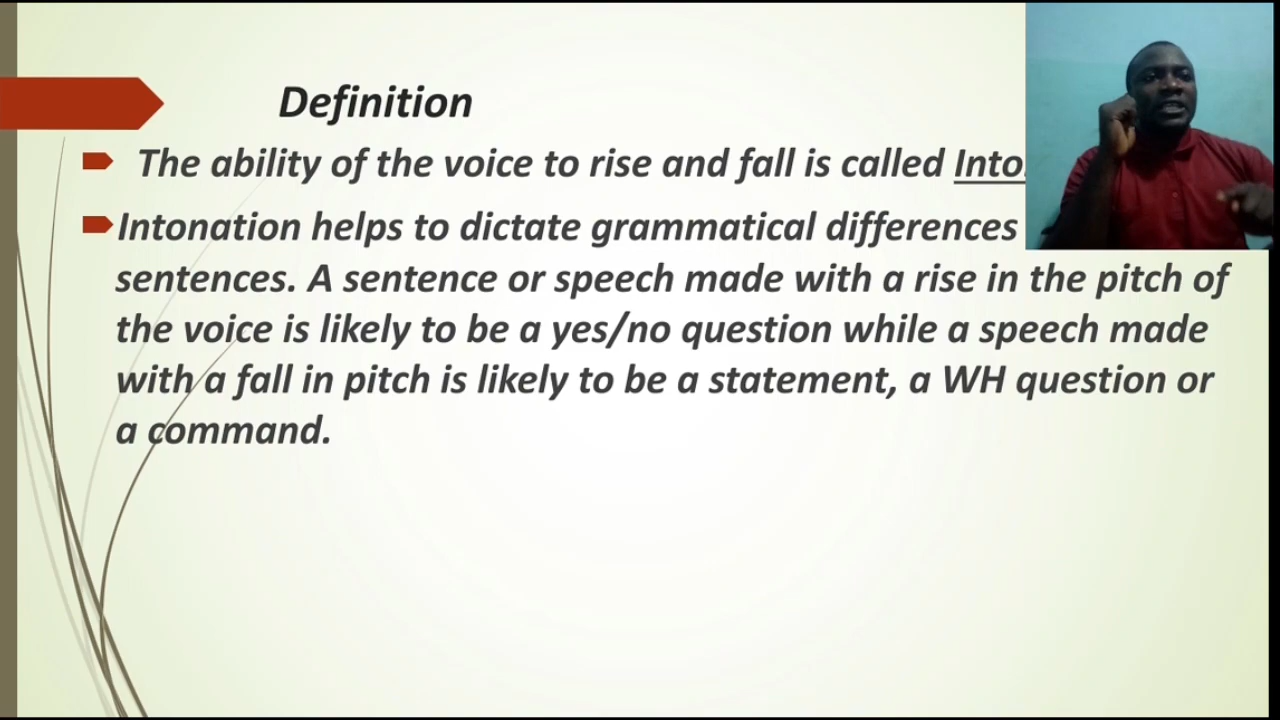 Definition
The ability of the voice to rise and fall is called
Intonation helps to dictate grammatical differences
sentences. A sentence or speech made with a rise in the pitch of
the voice is likely to be a yes/no question while a speech made
with a fall in pitch is likely to be a statement, a WH question or
a command.